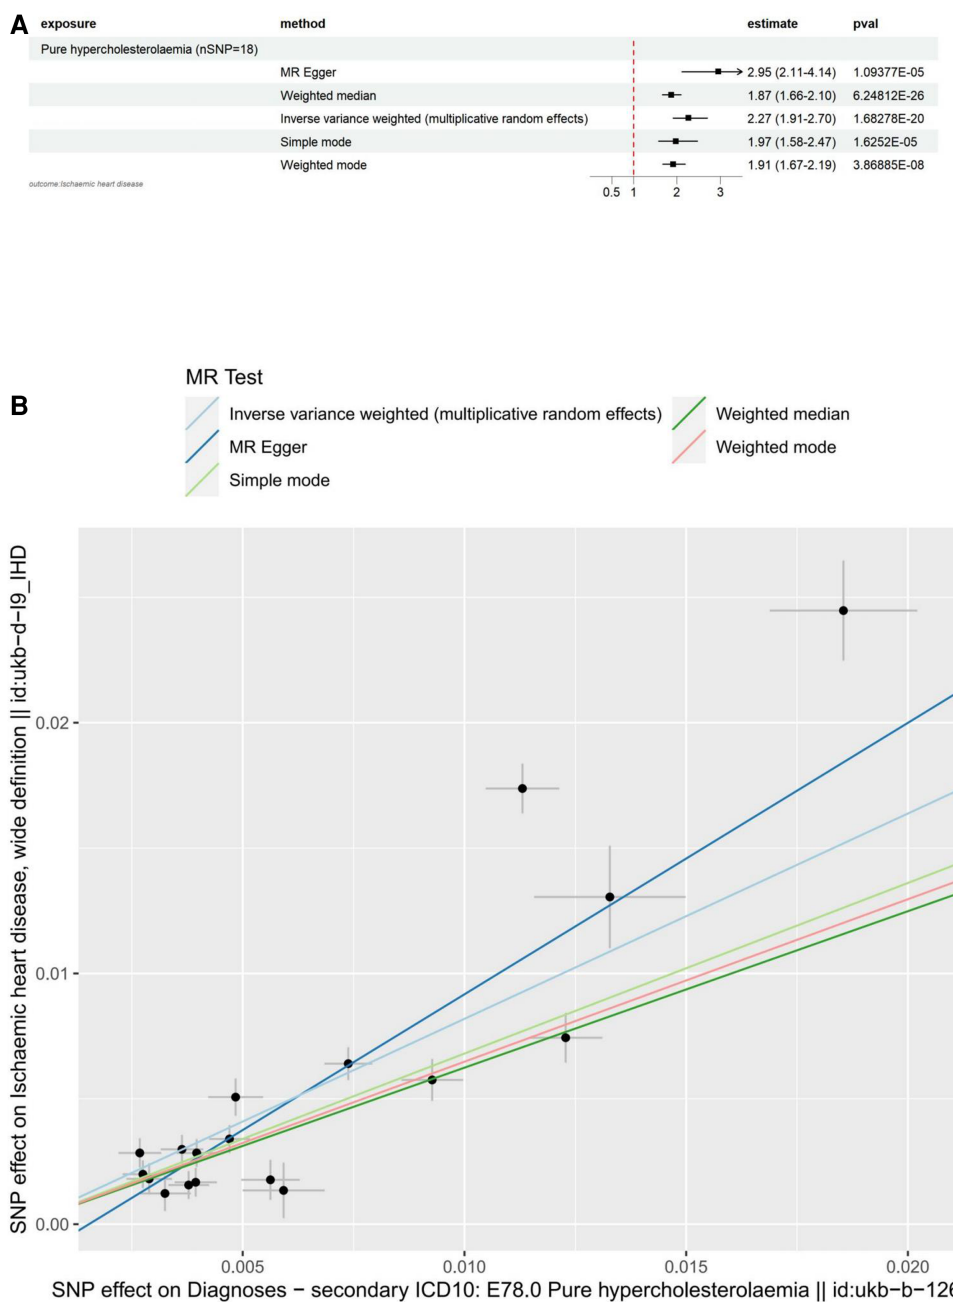 A
exposure method estimate pval
Pure hypercholesterolaemia (nSNP=18)
MR Egger 2.95 (2.11-4.14) 1.09377E-05
Weighted median 1.87 (1.66-2.10) 6.24812E-26
Inverse variance weighted (multiplicative random effects) 2.27 (1.91-2.70) 1.68278E-20
Simple mode 1.97 (1.58-2.47) 1.6252E-05
Weighted mode 1.91 (1.67-2.19) 3.86885E-08
outcome:Ischaemic heart disease
0.5 1 2 3
B
MR Test
Inverse variance weighted (multiplicative random effects) Weighted median
MR Egger Weighted mode
Simple mode
SNP effect on Ischaemic heart disease, wide definition || id:ukb−d−I9_IHD
0.02
0.01
0.00
0.005 0.010 0.015 0.020
SNP effect on Diagnoses − secondary ICD10: E78.0 Pure hypercholesterolaemia || id:ukb−b−126